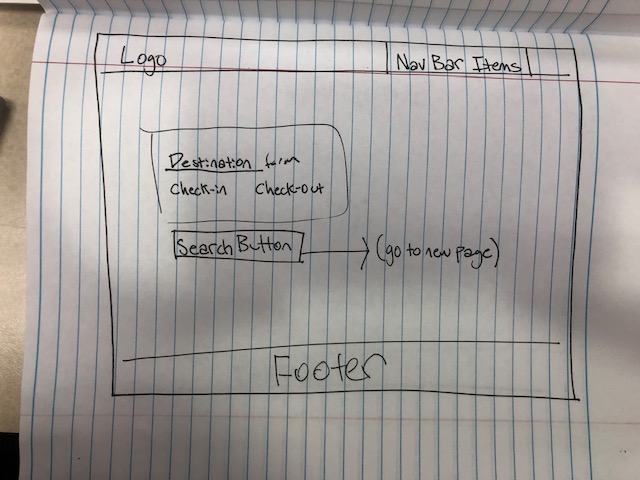 Logo
Nav Bar Items
Destination form
check-in check-out
Search Button
(go to new page)
Footer